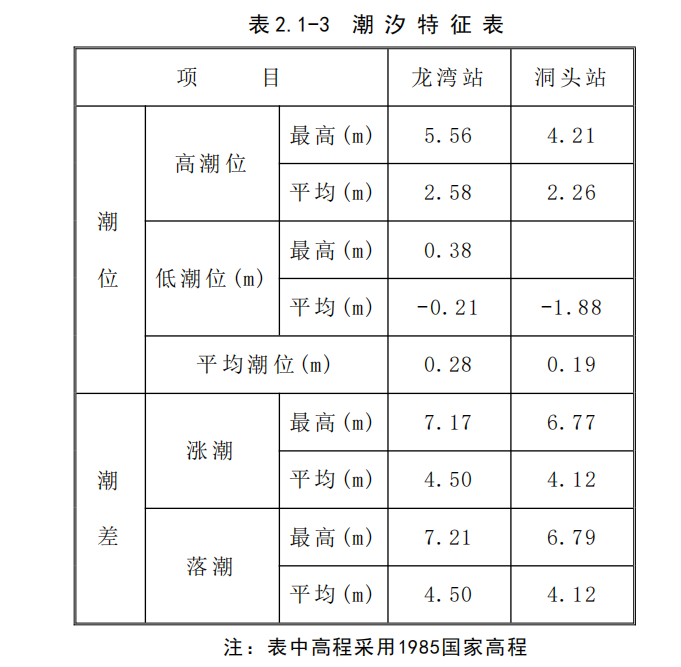 表2.1-3 潮汐特征表
项 目 龙湾站 洞头站
潮位 高潮位 最高(m) 5.56 4.21
平均(m) 2.58 2.26
低潮位(m) 最高(m) 0.38
平均(m) -0.21 -1.88
平均潮位(m) 0.28 0.19
潮差 涨潮 最高(m) 7.17 6.77
平均(m) 4.50 4.12
落潮 最高(m) 7.21 6.79
平均(m) 4.50 4.12
注：表中高程采用1985国家高程